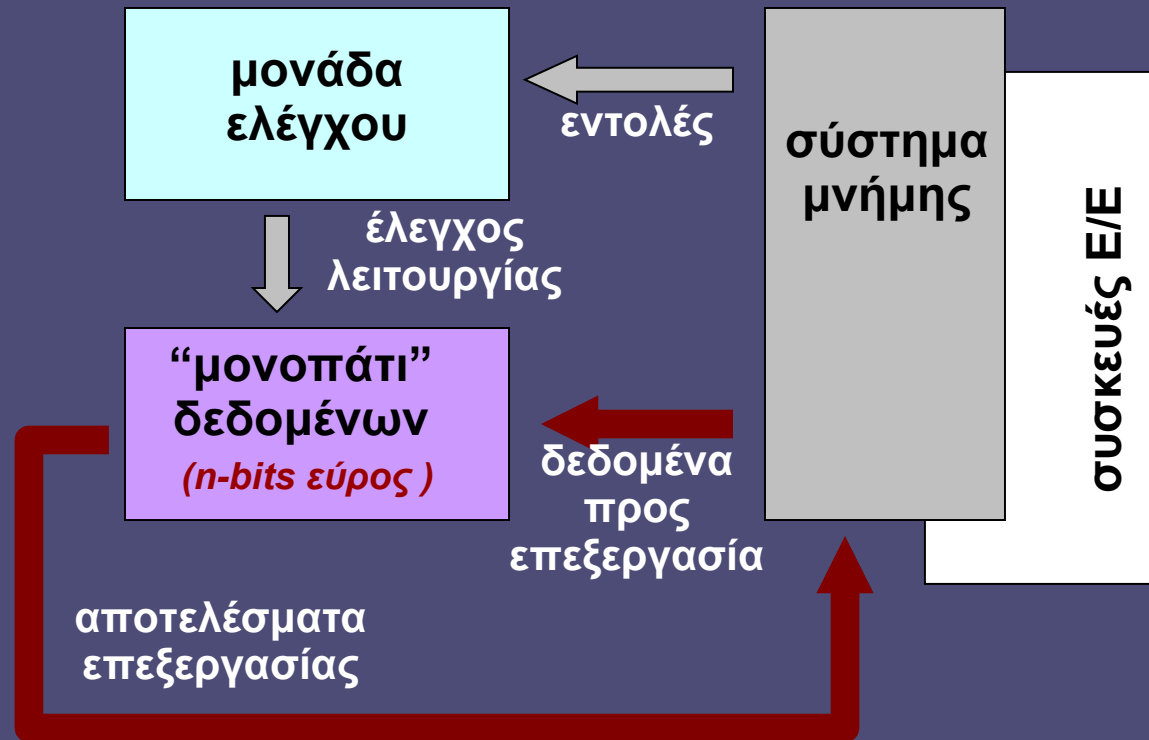 μονάδα
ελέγχου
εντολές
σύστημα
μνήμης
συσκευές Ε/Ε
έλεγχος
λειτουργίας
“μονοπάτι”
δεδομένων
(n-bits εύρος )
δεδομένα
προς
επεξεργασία
αποτελέσματα
επεξεργασίας